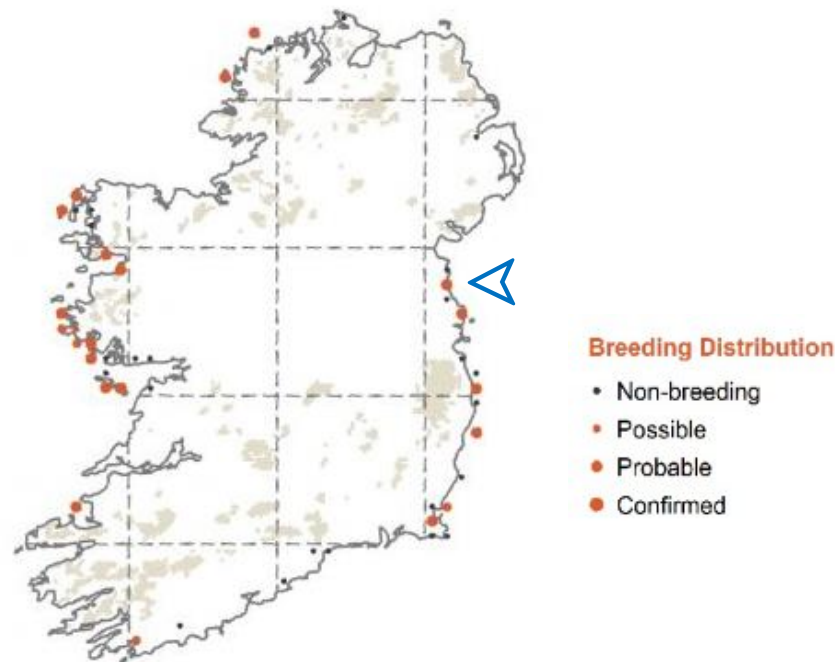 Breeding Distribution
Non-breeding
Possible
Probable
Confirmed